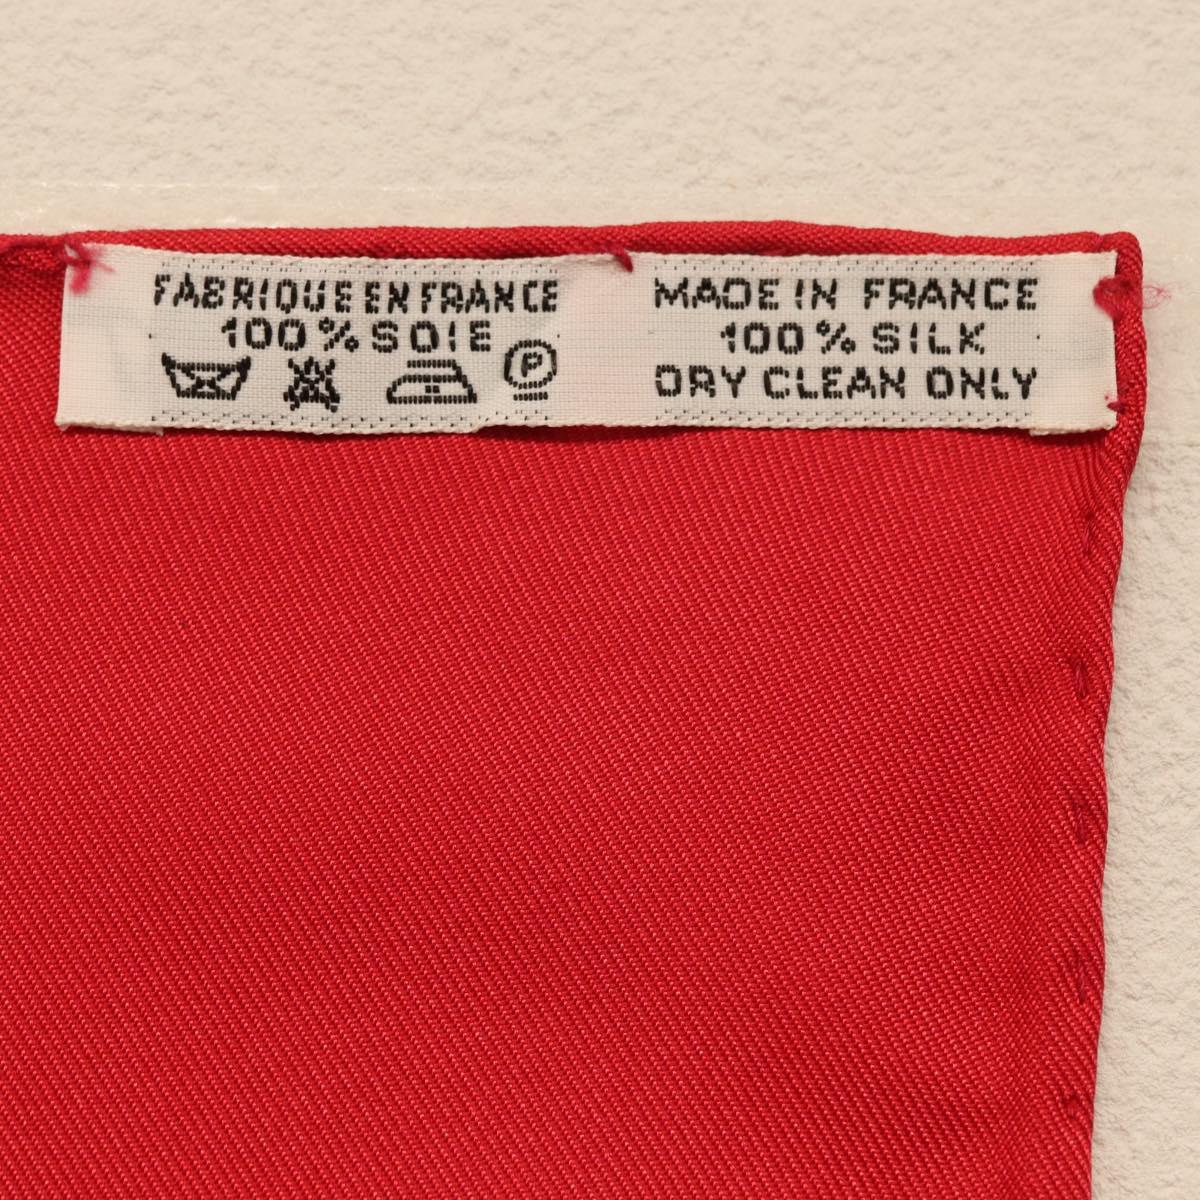 FABRIQUE EN FRANCE
100% SOIE
P
MADE IN FRANCE
100% SILK
DRY CLEAN ONLY